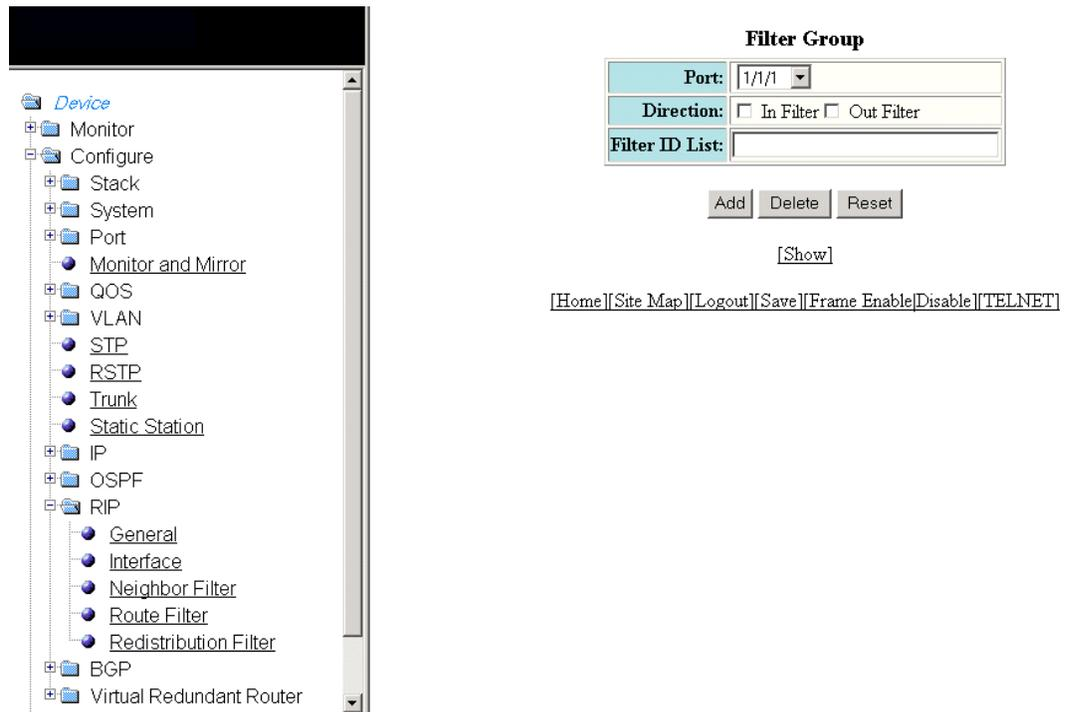 Device
Monitor
Configure
Stack
System
Port
Monitor and Mirror
QOS
VLAN
STP
RSTP
Trunk
Static Station
IP
OSPF
RIP
General
Interface
Neighbor Filter
Route Filter
Redistribution Filter
BGP
Virtual Redundant Router
Filter Group
Port: 1/1/1
Direction: In Filter Out Filter
Filter ID List:
Add Delete Reset
[Show]
[Home][Site Map][Logout][Save][Frame Enable|Disable][TELNET]